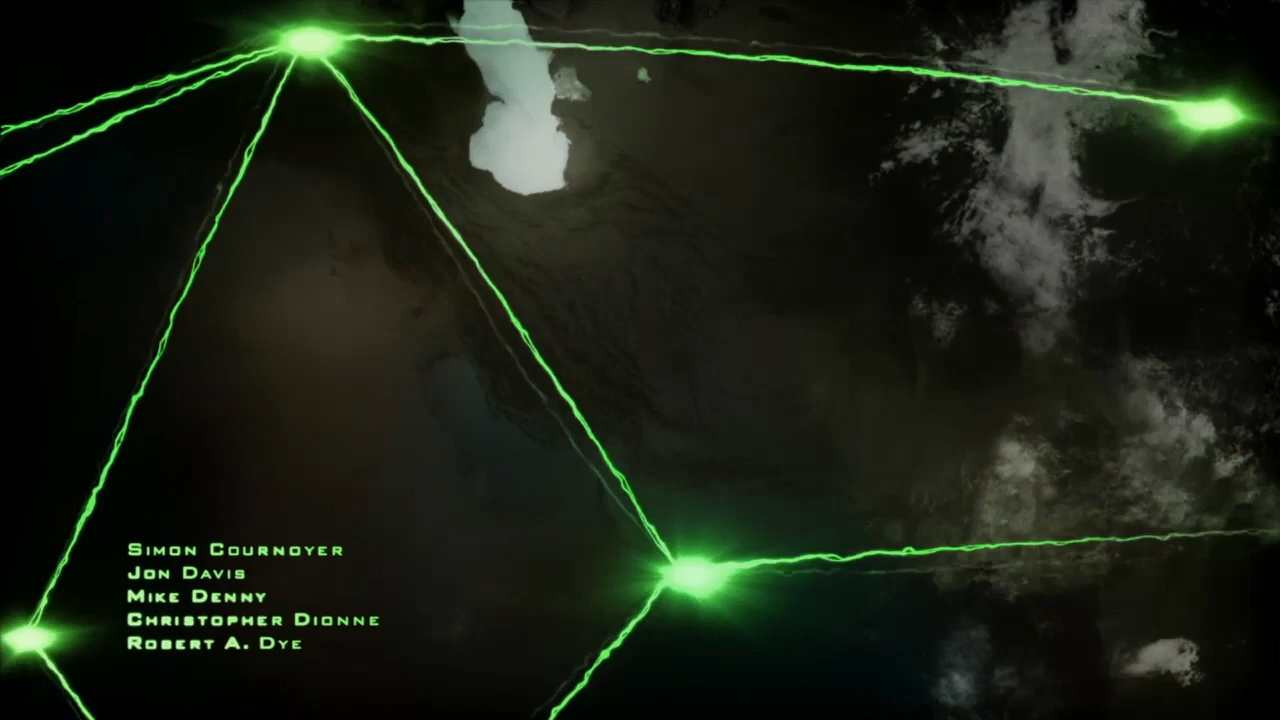 Simon Cournoyer
Jon Davis
Mike Denny
Christopher Dionne
Robert A. Dye